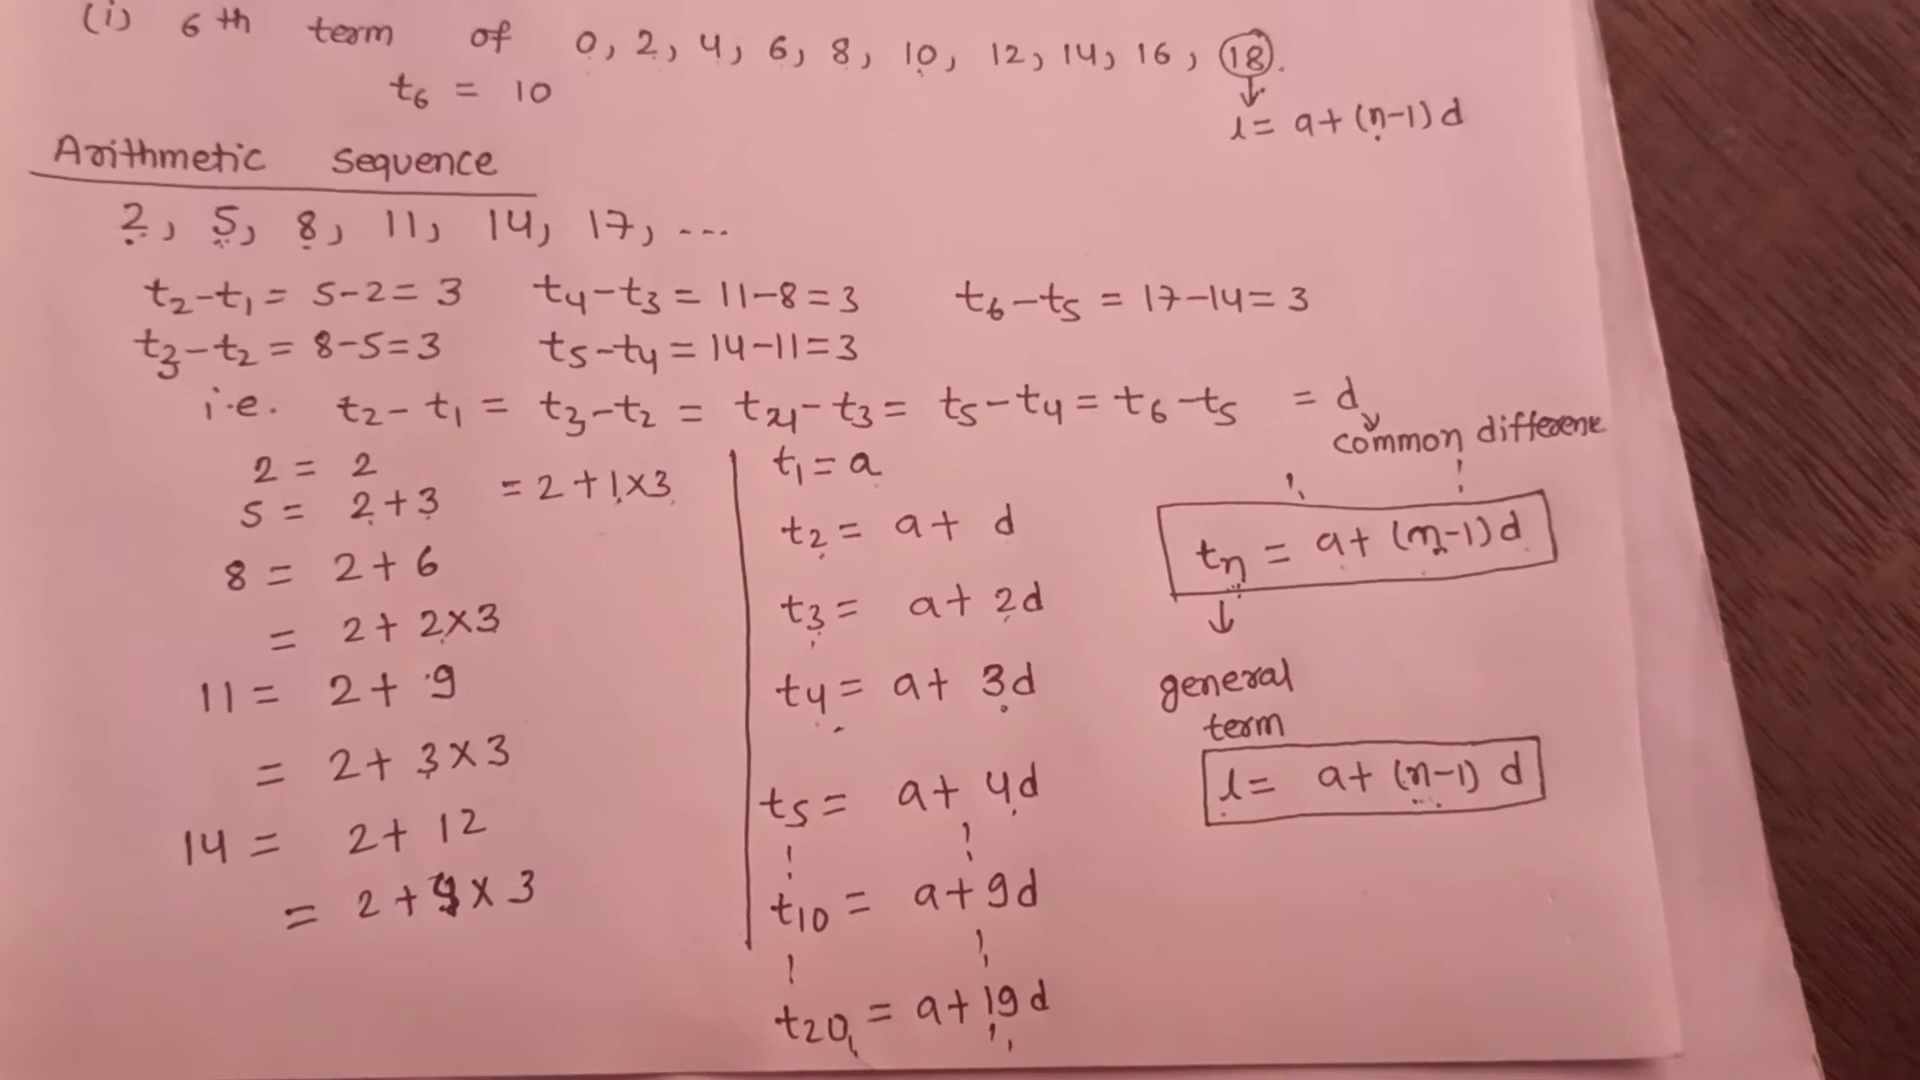 (i) 6th term of 0, 2, 4, 6, 8, 10, 12, 14, 16, 18.
t6 = 10
l = a+(n-1)d
Arithmetic sequence
2, 5, 8, 11, 14, 17, ---
t2-t1 = 5-2 = 3 t4-t3 = 11-8 = 3 t6-t5 = 17-14 = 3
t3-t2 = 8-5 = 3 t5-t4 = 14-11 = 3
i.e. t2-t1 = t3-t2 = t4-t3 = t5-t4 = t6-t5 = d
common difference
2 = 2
5 = 2+3 = 2+1×3
8 = 2+6
= 2+2×3
11 = 2+9
= 2+3×3
14 = 2+12
= 2+4×3
t1 = a
t2 = a+d
t3 = a+2d
t4 = a+3d
t5 = a+4d
t10 = a+9d
t20 = a+19d
tn = a+(n-1)d
general
term
l = a+(n-1)d